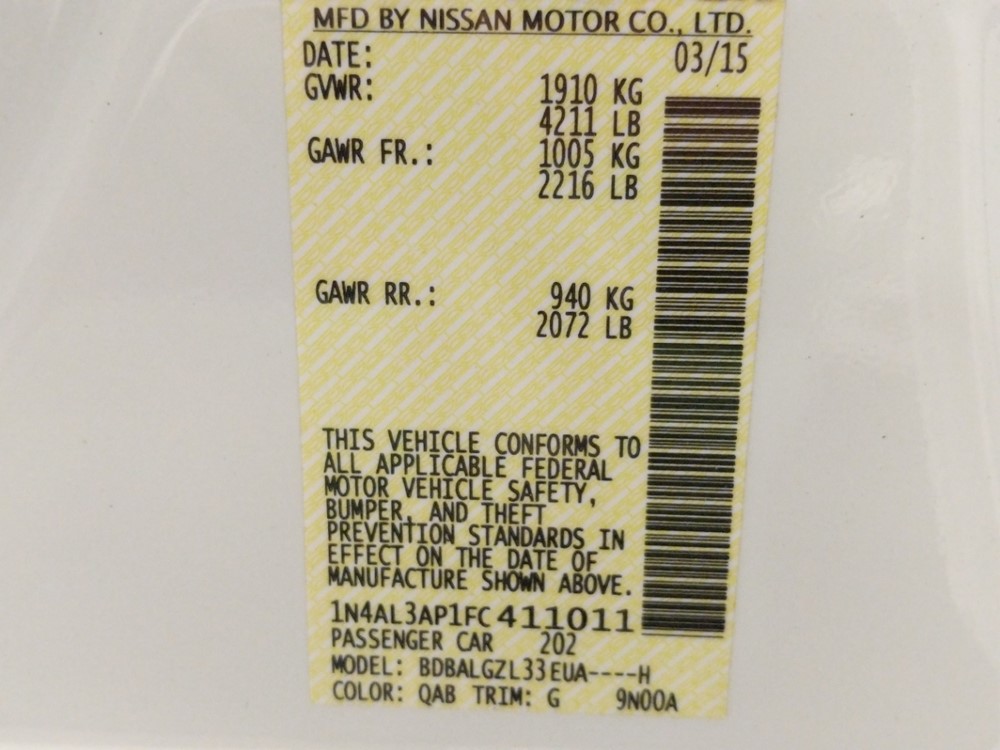 MFD BY NISSAN MOTOR CO., LTD.
DATE: 03/15
GVWR: 1910 KG
4211 LB
GAWR FR.: 1005 KG
2216 LB
GAWR RR.: 940 KG
2072 LB
THIS VEHICLE CONFORMS TO
ALL APPLICABLE FEDERAL
MOTOR VEHICLE SAFETY,
BUMPER, AND THEFT
PREVENTION STANDARDS IN
EFFECT ON THE DATE OF
MANUFACTURE SHOWN ABOVE.
1N4AL3AP1FC411011
PASSENGER CAR 202
MODEL: BDBALGZL33EUA----H
COLOR: QAB TRIM: G 9N00A